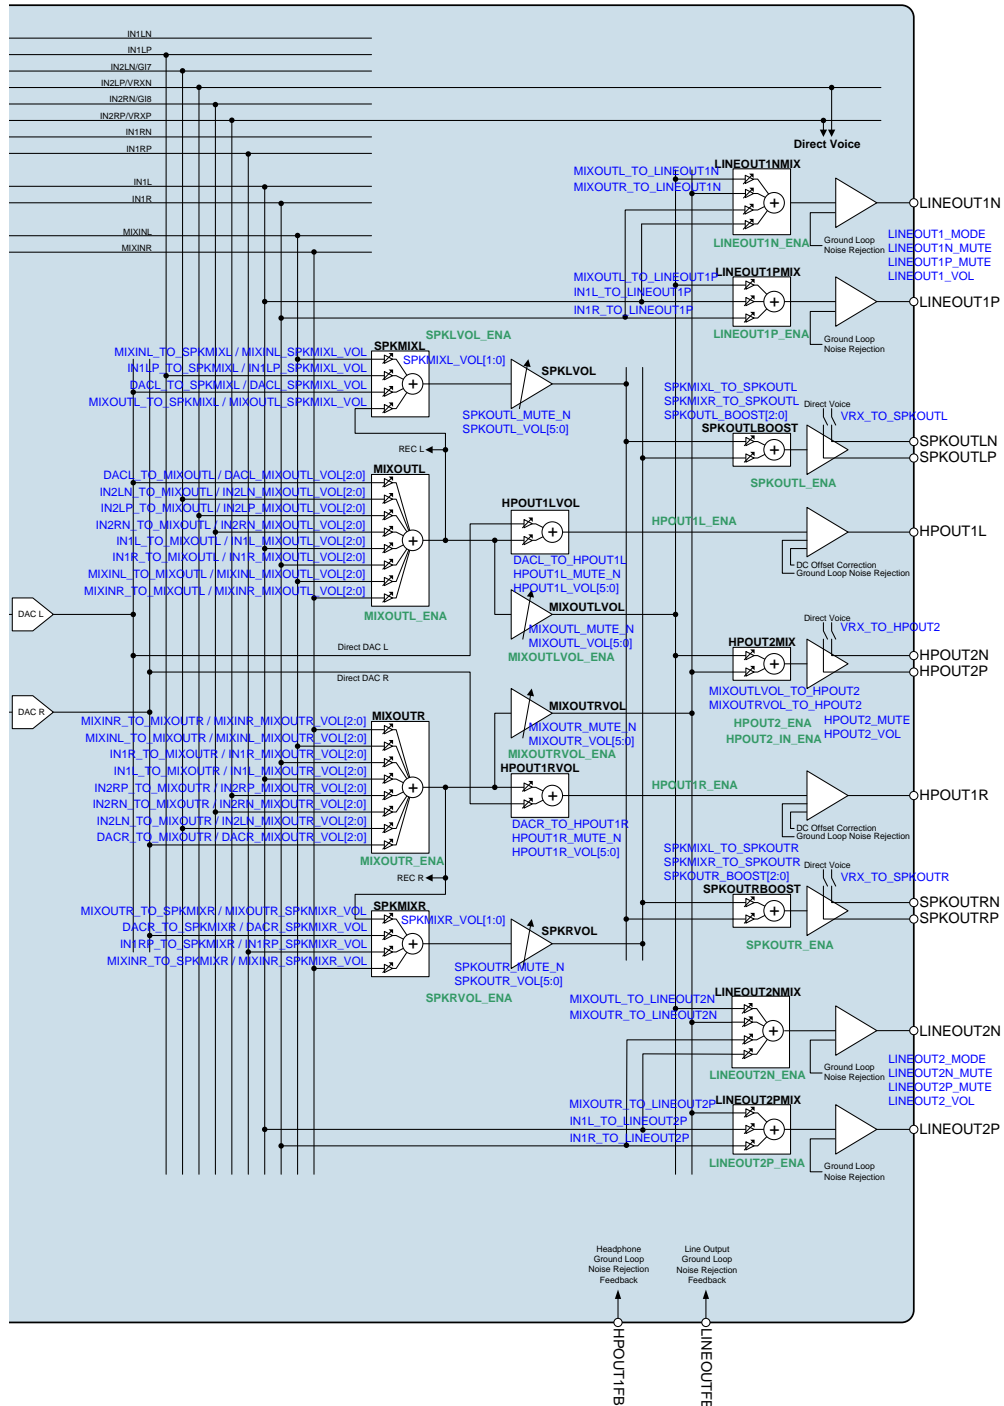 IN1LN
IN1LP
IN2LN/GI7
IN2LP/VRXN
IN2RN/GI8
IN2RP/VRXP
IN1RN
IN1RP
IN1L
IN1R
MIXINL
MIXINR
Direct Voice
LINEOUT1NMIX
MIXOUTL_TO_LINEOUT1N
MIXOUTR_TO_LINEOUT1N
LINEOUT1N_ENA
Ground Loop
Noise Rejection
LINEOUT1N
LINEOUT1_MODE
LINEOUT1N_MUTE
LINEOUT1P_MUTE
LINEOUT1_VOL
LINEOUT1PMIX
MIXOUTL_TO_LINEOUT1P
IN1L_TO_LINEOUT1P
IN1R_TO_LINEOUT1P
LINEOUT1P_ENA
Ground Loop
Noise Rejection
LINEOUT1P
SPKLVOL_ENA
SPKMIXL
MIXINL_TO_SPKMIXL / MIXINL_SPKMIXL_VOL
IN1LP_TO_SPKMIXL / IN1LP_SPKMIXL_VOL
DACL_TO_SPKMIXL / DACL_SPKMIXL_VOL
MIXOUTL_TO_SPKMIXL / MIXOUTL_SPKMIXL_VOL
SPKMIXL_VOL[1:0]
SPKLVOL
SPKOUTL_MUTE_N
SPKOUTL_VOL[5:0]
SPKMIXL_TO_SPKOUTL
SPKMIXR_TO_SPKOUTL
SPKOUTL_BOOST[2:0]
SPKOUTLBOOST
Direct Voice
VRX_TO_SPKOUTL
SPKOUTL_ENA
SPKOUTLN
SPKOUTLP
REC L
MIXOUTL
DACL_TO_MIXOUTL / DACL_MIXOUTL_VOL[2:0]
IN2LN_TO_MIXOUTL / IN2LN_MIXOUTL_VOL[2:0]
IN2LP_TO_MIXOUTL / IN2LP_MIXOUTL_VOL[2:0]
IN2RN_TO_MIXOUTL / IN2RN_MIXOUTL_VOL[2:0]
IN1L_TO_MIXOUTL / IN1L_MIXOUTL_VOL[2:0]
IN1R_TO_MIXOUTL / IN1R_MIXOUTL_VOL[2:0]
MIXINL_TO_MIXOUTL / MIXINL_MIXOUTL_VOL[2:0]
MIXINR_TO_MIXOUTL / MIXINR_MIXOUTL_VOL[2:0]
MIXOUTL_ENA
HPOUT1LVOL
DACL_TO_HPOUT1L
HPOUT1L_MUTE_N
HPOUT1L_VOL[5:0]
HPOUT1L_ENA
DC Offset Correction
Ground Loop Noise Rejection
HPOUT1L
MIXOUTLVOL
MIXOUTL_MUTE_N
MIXOUTL_VOL[5:0]
MIXOUTLVOL_ENA
DAC L
Direct DAC L
Direct DAC R
DAC R
HPOUT2MIX
Direct Voice
VRX_TO_HPOUT2
HPOUT2N
HPOUT2P
MIXOUTLVOL_TO_HPOUT2
MIXOUTRVOL_TO_HPOUT2
HPOUT2_ENA
HPOUT2_IN_ENA
HPOUT2_MUTE
HPOUT2_VOL
MIXOUTRVOL
MIXOUTR_MUTE_N
MIXOUTR_VOL[5:0]
MIXOUTRVOL_ENA
MIXOUTR
MIXINR_TO_MIXOUTR / MIXINR_MIXOUTR_VOL[2:0]
MIXINL_TO_MIXOUTR / MIXINL_MIXOUTR_VOL[2:0]
IN1R_TO_MIXOUTR / IN1R_MIXOUTR_VOL[2:0]
IN1L_TO_MIXOUTR / IN1L_MIXOUTR_VOL[2:0]
IN2RP_TO_MIXOUTR / IN2RP_MIXOUTR_VOL[2:0]
IN2RN_TO_MIXOUTR / IN2RN_MIXOUTR_VOL[2:0]
IN2LN_TO_MIXOUTR / IN2LN_MIXOUTR_VOL[2:0]
DACR_TO_MIXOUTR / DACR_MIXOUTR_VOL[2:0]
MIXOUTR_ENA
HPOUT1RVOL
DACR_TO_HPOUT1R
HPOUT1R_MUTE_N
HPOUT1R_VOL[5:0]
HPOUT1R_ENA
DC Offset Correction
Ground Loop Noise Rejection
HPOUT1R
REC R
SPKMIXL_TO_SPKOUTR
SPKMIXR_TO_SPKOUTR
SPKOUTR_BOOST[2:0]
SPKOUTRBOOST
Direct Voice
VRX_TO_SPKOUTR
SPKOUTR_ENA
SPKOUTRN
SPKOUTRP
SPKMIXR
MIXOUTR_TO_SPKMIXR / MIXOUTR_SPKMIXR_VOL
DACR_TO_SPKMIXR / DACR_SPKMIXR_VOL
IN1RP_TO_SPKMIXR / IN1RP_SPKMIXR_VOL
MIXINR_TO_SPKMIXR / MIXINR_SPKMIXR_VOL
SPKMIXR_VOL[1:0]
SPKRVOL
SPKOUTR_MUTE_N
SPKOUTR_VOL[5:0]
SPKRVOL_ENA
LINEOUT2NMIX
MIXOUTL_TO_LINEOUT2N
MIXOUTR_TO_LINEOUT2N
LINEOUT2N_ENA
Ground Loop
Noise Rejection
LINEOUT2N
LINEOUT2_MODE
LINEOUT2N_MUTE
LINEOUT2P_MUTE
LINEOUT2_VOL
LINEOUT2PMIX
MIXOUTR_TO_LINEOUT2P
IN1L_TO_LINEOUT2P
IN1R_TO_LINEOUT2P
LINEOUT2P_ENA
Ground Loop
Noise Rejection
LINEOUT2P
Headphone
Ground Loop
Noise Rejection
Feedback
Line Output
Ground Loop
Noise Rejection
Feedback
HPOUT1FB
LINEOUTFB